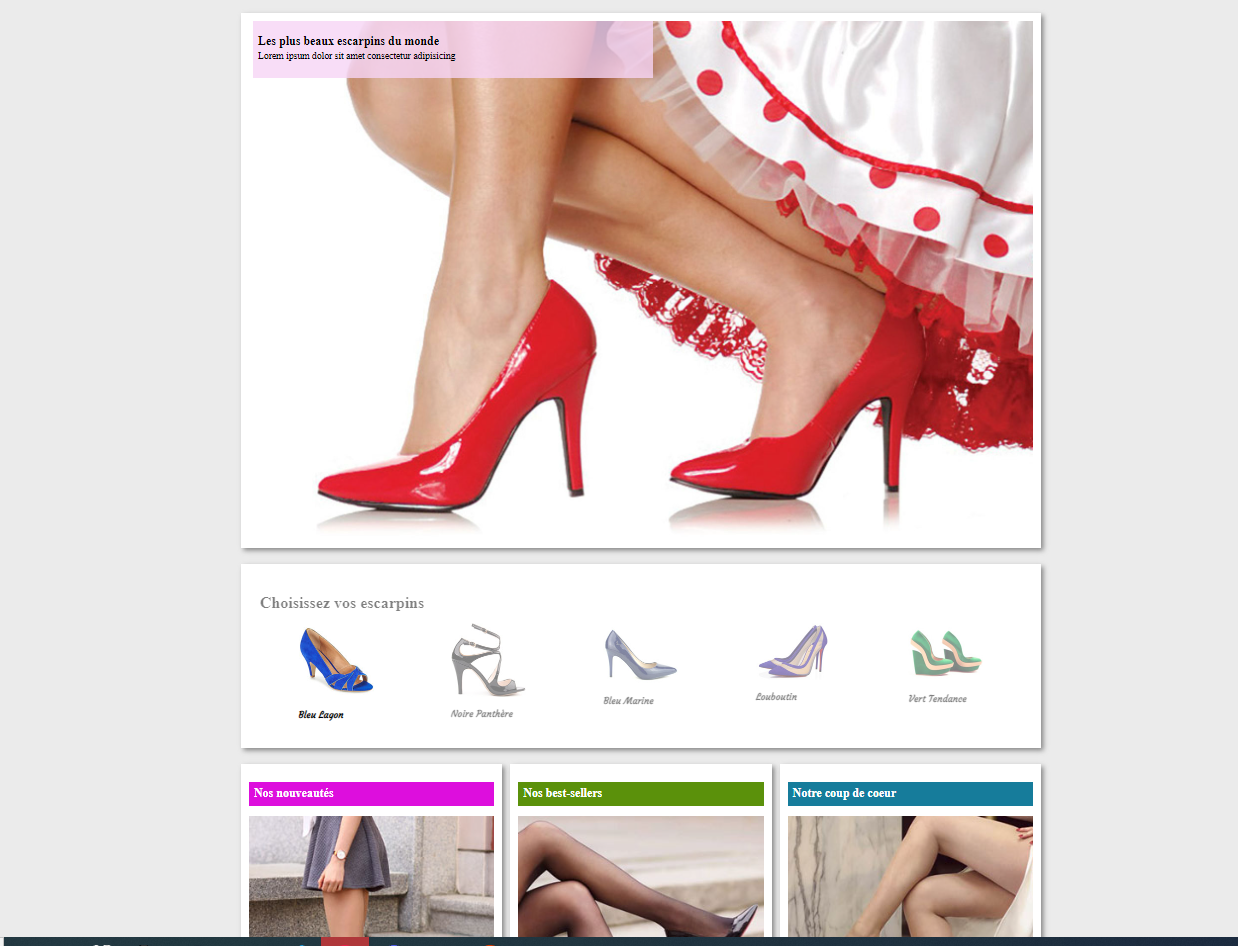 Les plus beaux escarpins du monde
Lorem ipsum dolor sit amet consectetur adipisicing
Choisissez vos escarpins
Bleu Lagon
Noire Panthère
Bleu Marine
Louboutin
Vert Tendance
Nos nouveautés
Nos best-sellers
Notre coup de coeur